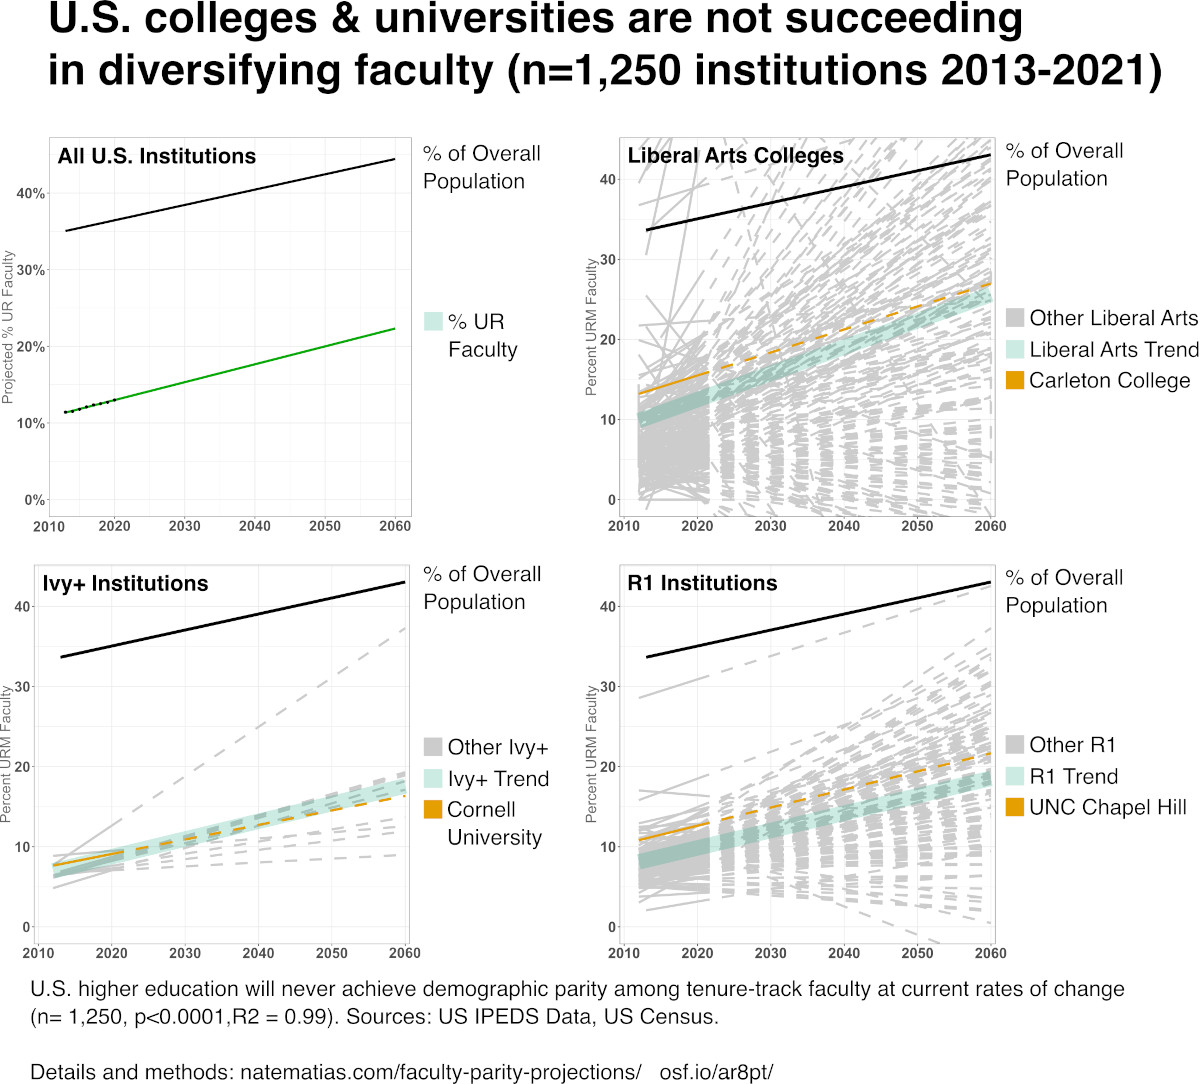 U.S. colleges & universities are not succeeding
in diversifying faculty (n=1,250 institutions 2013-2021)
All U.S. Institutions
% of Overall
Population
Projected % UR Faculty
40%
30%
20%
10%
0%
2010 2020 2030 2040 2050 2060
% UR
Faculty
Liberal Arts Colleges
% of Overall
Population
Percent URM Faculty
40
30
20
10
0
2010 2020 2030 2040 2050 2060
Other Liberal Arts
Liberal Arts Trend
Carleton College
Ivy+ Institutions
% of Overall
Population
Percent URM Faculty
40
30
20
10
0
2010 2020 2030 2040 2050 2060
Other Ivy+
Ivy+ Trend
Cornell
University
R1 Institutions
% of Overall
Population
Percent URM Faculty
40
30
20
10
0
2010 2020 2030 2040 2050 2060
Other R1
R1 Trend
UNC Chapel Hill
U.S. higher education will never achieve demographic parity among tenure-track faculty at current rates of change
(n= 1,250, p<0.0001,R2 = 0.99). Sources: US IPEDS Data, US Census.
Details and methods: natematias.com/faculty-parity-projections/ osf.io/ar8pt/